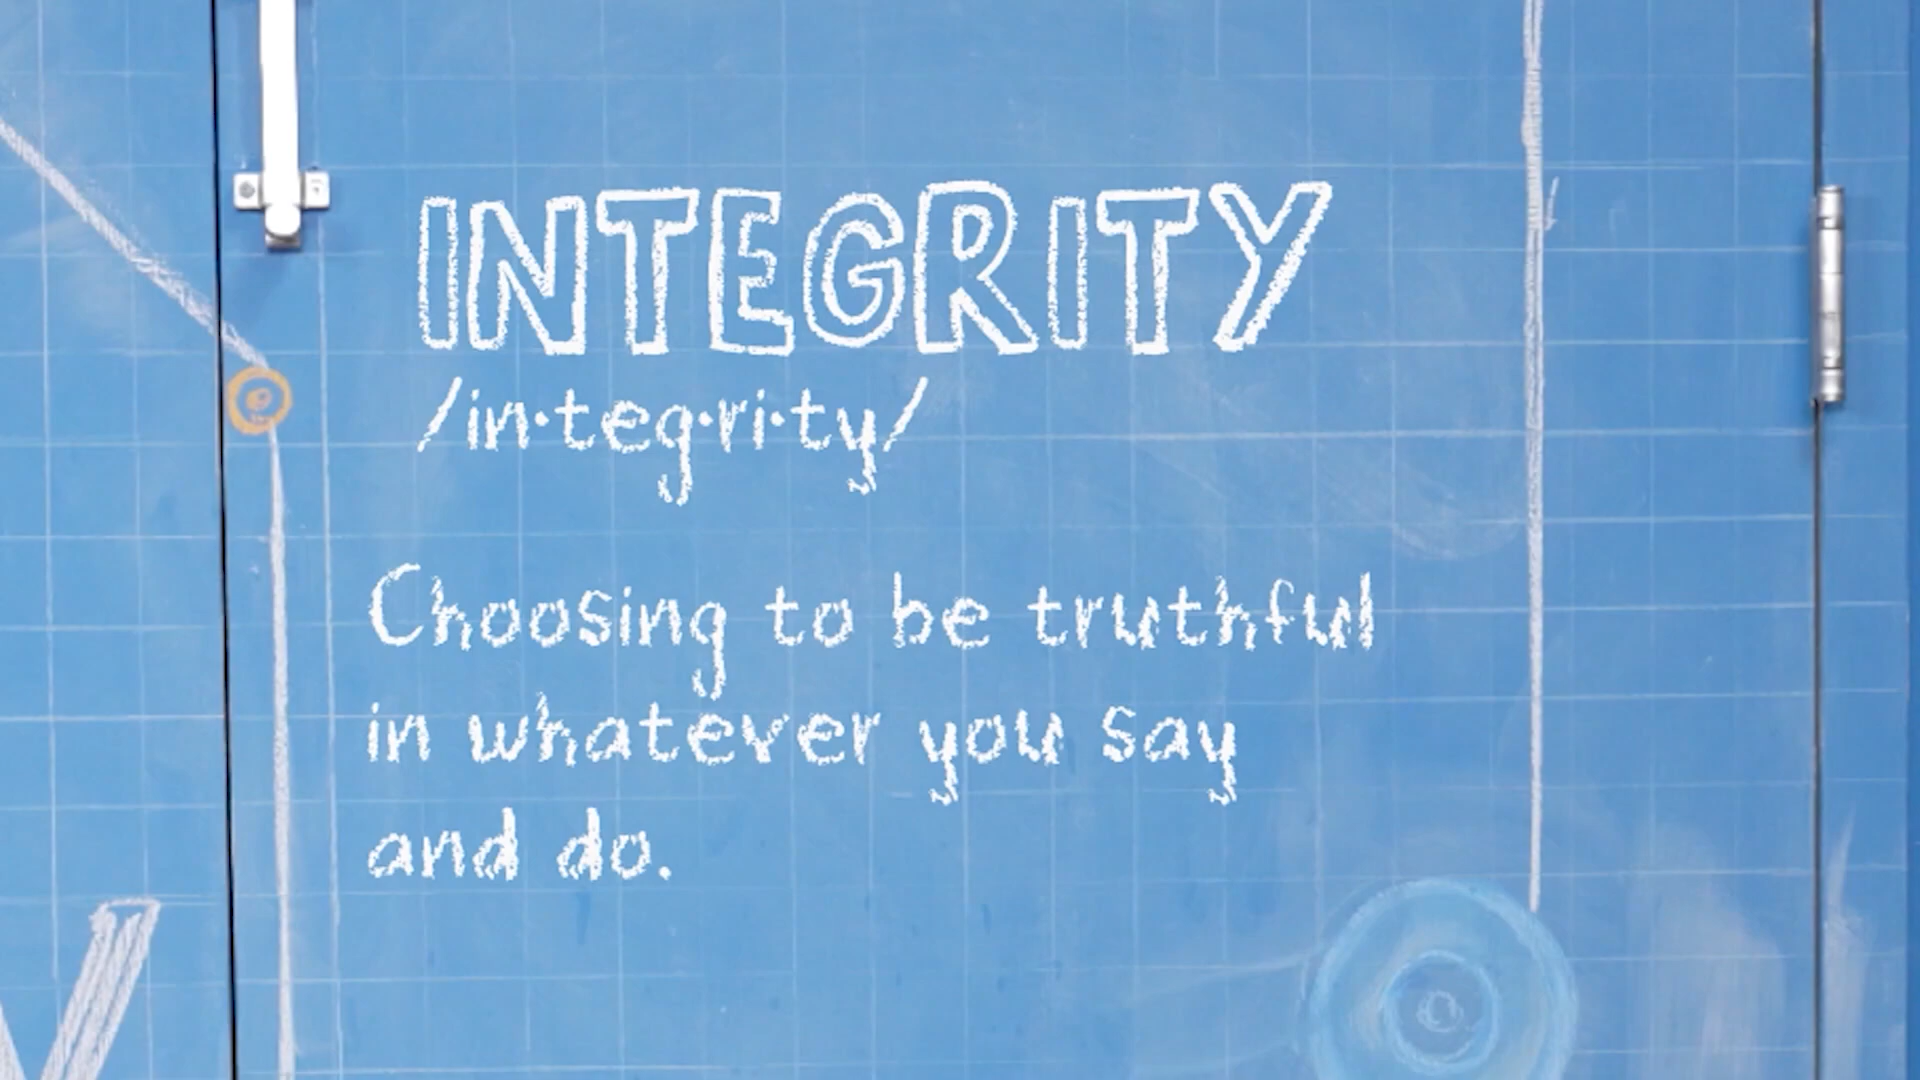 INTEGRITY
/in·teg·ri·ty/
Choosing to be truthful
in whatever you say
and do.